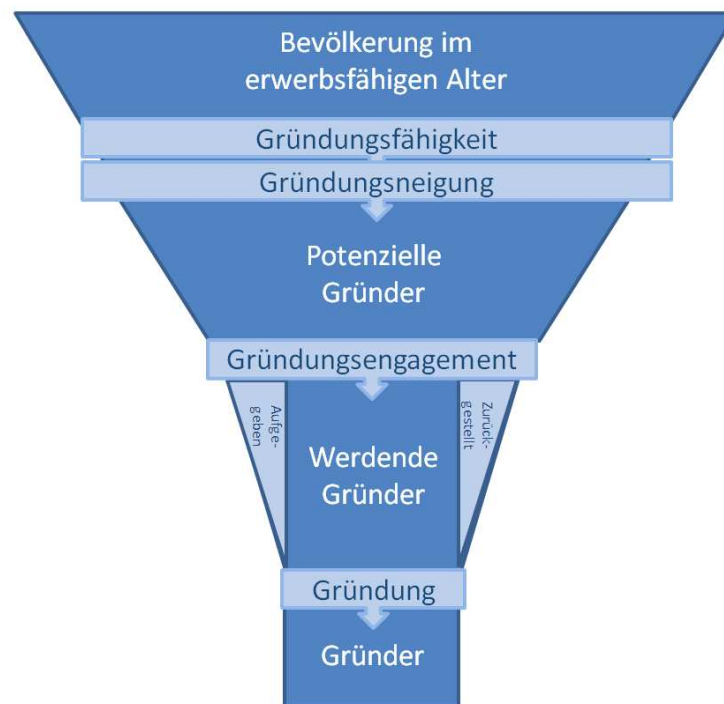 Bevölkerung im
erwerbsfähigen Alter
Gründungsfähigkeit
Gründungsneigung
Potenzielle
Gründer
Gründungsengagement
Aufge-
geben
Werdende
Gründer
Zurück-
gestellt
Gründung
Gründer